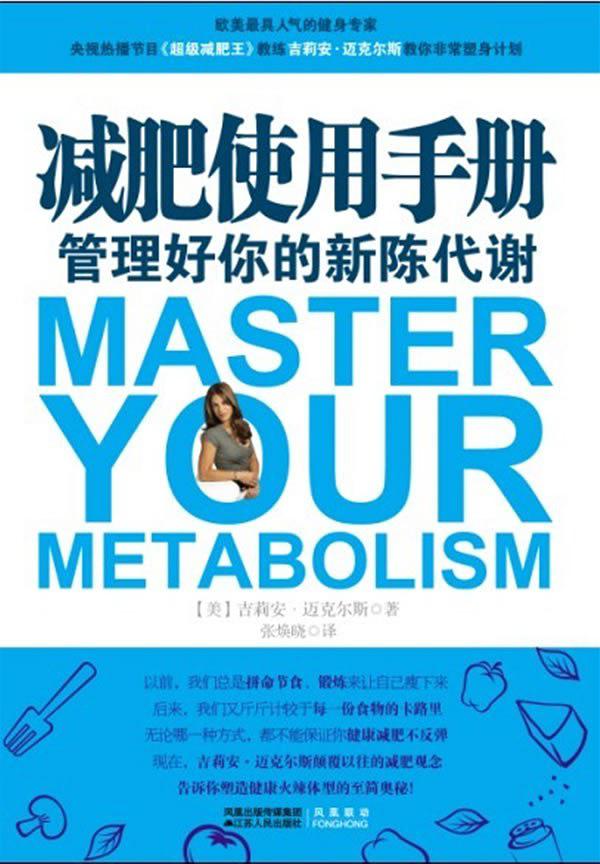 欧美最具人气的健身专家
央视热播节目《超级减肥王》教练吉莉安·迈克尔斯教你非常塑身计划
减肥使用手册
管理好你的新陈代谢
MASTER
YOUR
METABOLISM
【美】吉莉安·迈克尔斯◎著
张焕晓◎译
以前，我们总是拼命节食、锻炼来让自己瘦下来
后来，我们又斤斤计较于每一份食物的卡路里
无论哪一种方式，都不能保证你健康减肥不反弹
现在，吉莉安·迈克尔斯颠覆以往的减肥观念
告诉你塑造健康火辣体型的至简奥秘！
凤凰出版传媒集团
江苏人民出版社
凤凰联动
FONGHONG